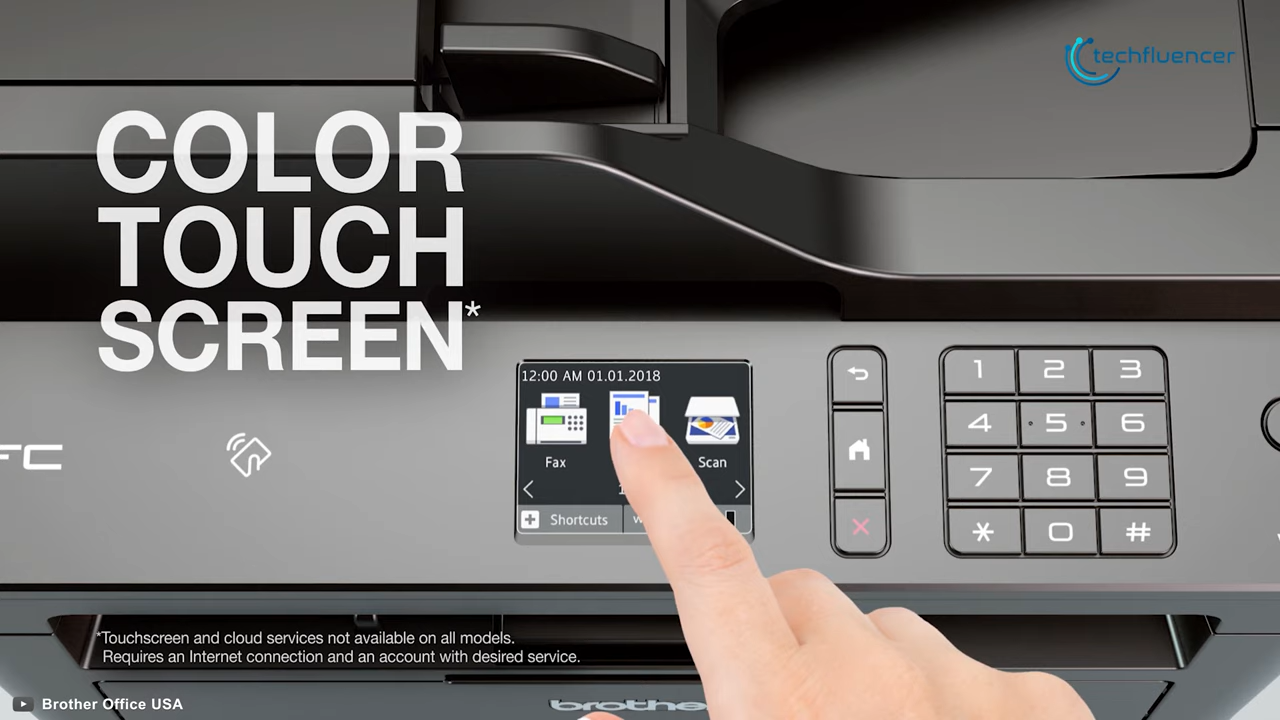 techfluencer
COLOR
TOUCH
SCREEN*
12:00 AM 01.01.2018
Fax
Scan
Shortcuts
1 2 3
4 5 6
7 8 9
* 0 #
*Touchscreen and cloud services not available on all models.
Requires an Internet connection and an account with desired service.
Brother Office USA